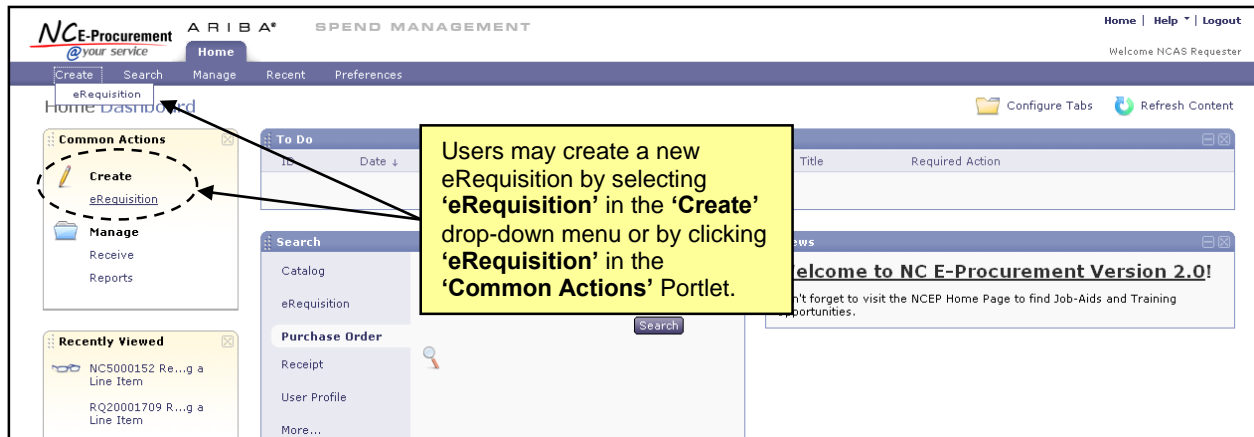 NCE-Procurement
@your service
ARIBA® SPEND MANAGEMENT
Home | Help | Logout
Home
Welcome NCAS Requester
Create Search Manage Recent Preferences
eRequisition
Home Dashboard
Configure Tabs Refresh Content
Common Actions
Create
eRequisition
Manage
Receive
Reports
Recently Viewed
NC5000152 Re...g a
Line Item
RQ20001709 R...g a
Line Item
To Do
ID Date ↓ Title Required Action
Users may create a new
eRequisition by selecting
‘eRequisition’ in the ‘Create’
drop-down menu or by clicking
‘eRequisition’ in the
‘Common Actions’ Portlet.
Search
Catalog
eRequisition
Purchase Order
Receipt
User Profile
More...
Search
to NC E-Procurement Version 2.0!
forget to visit the NCEP Home Page to find Job-Aids and Training